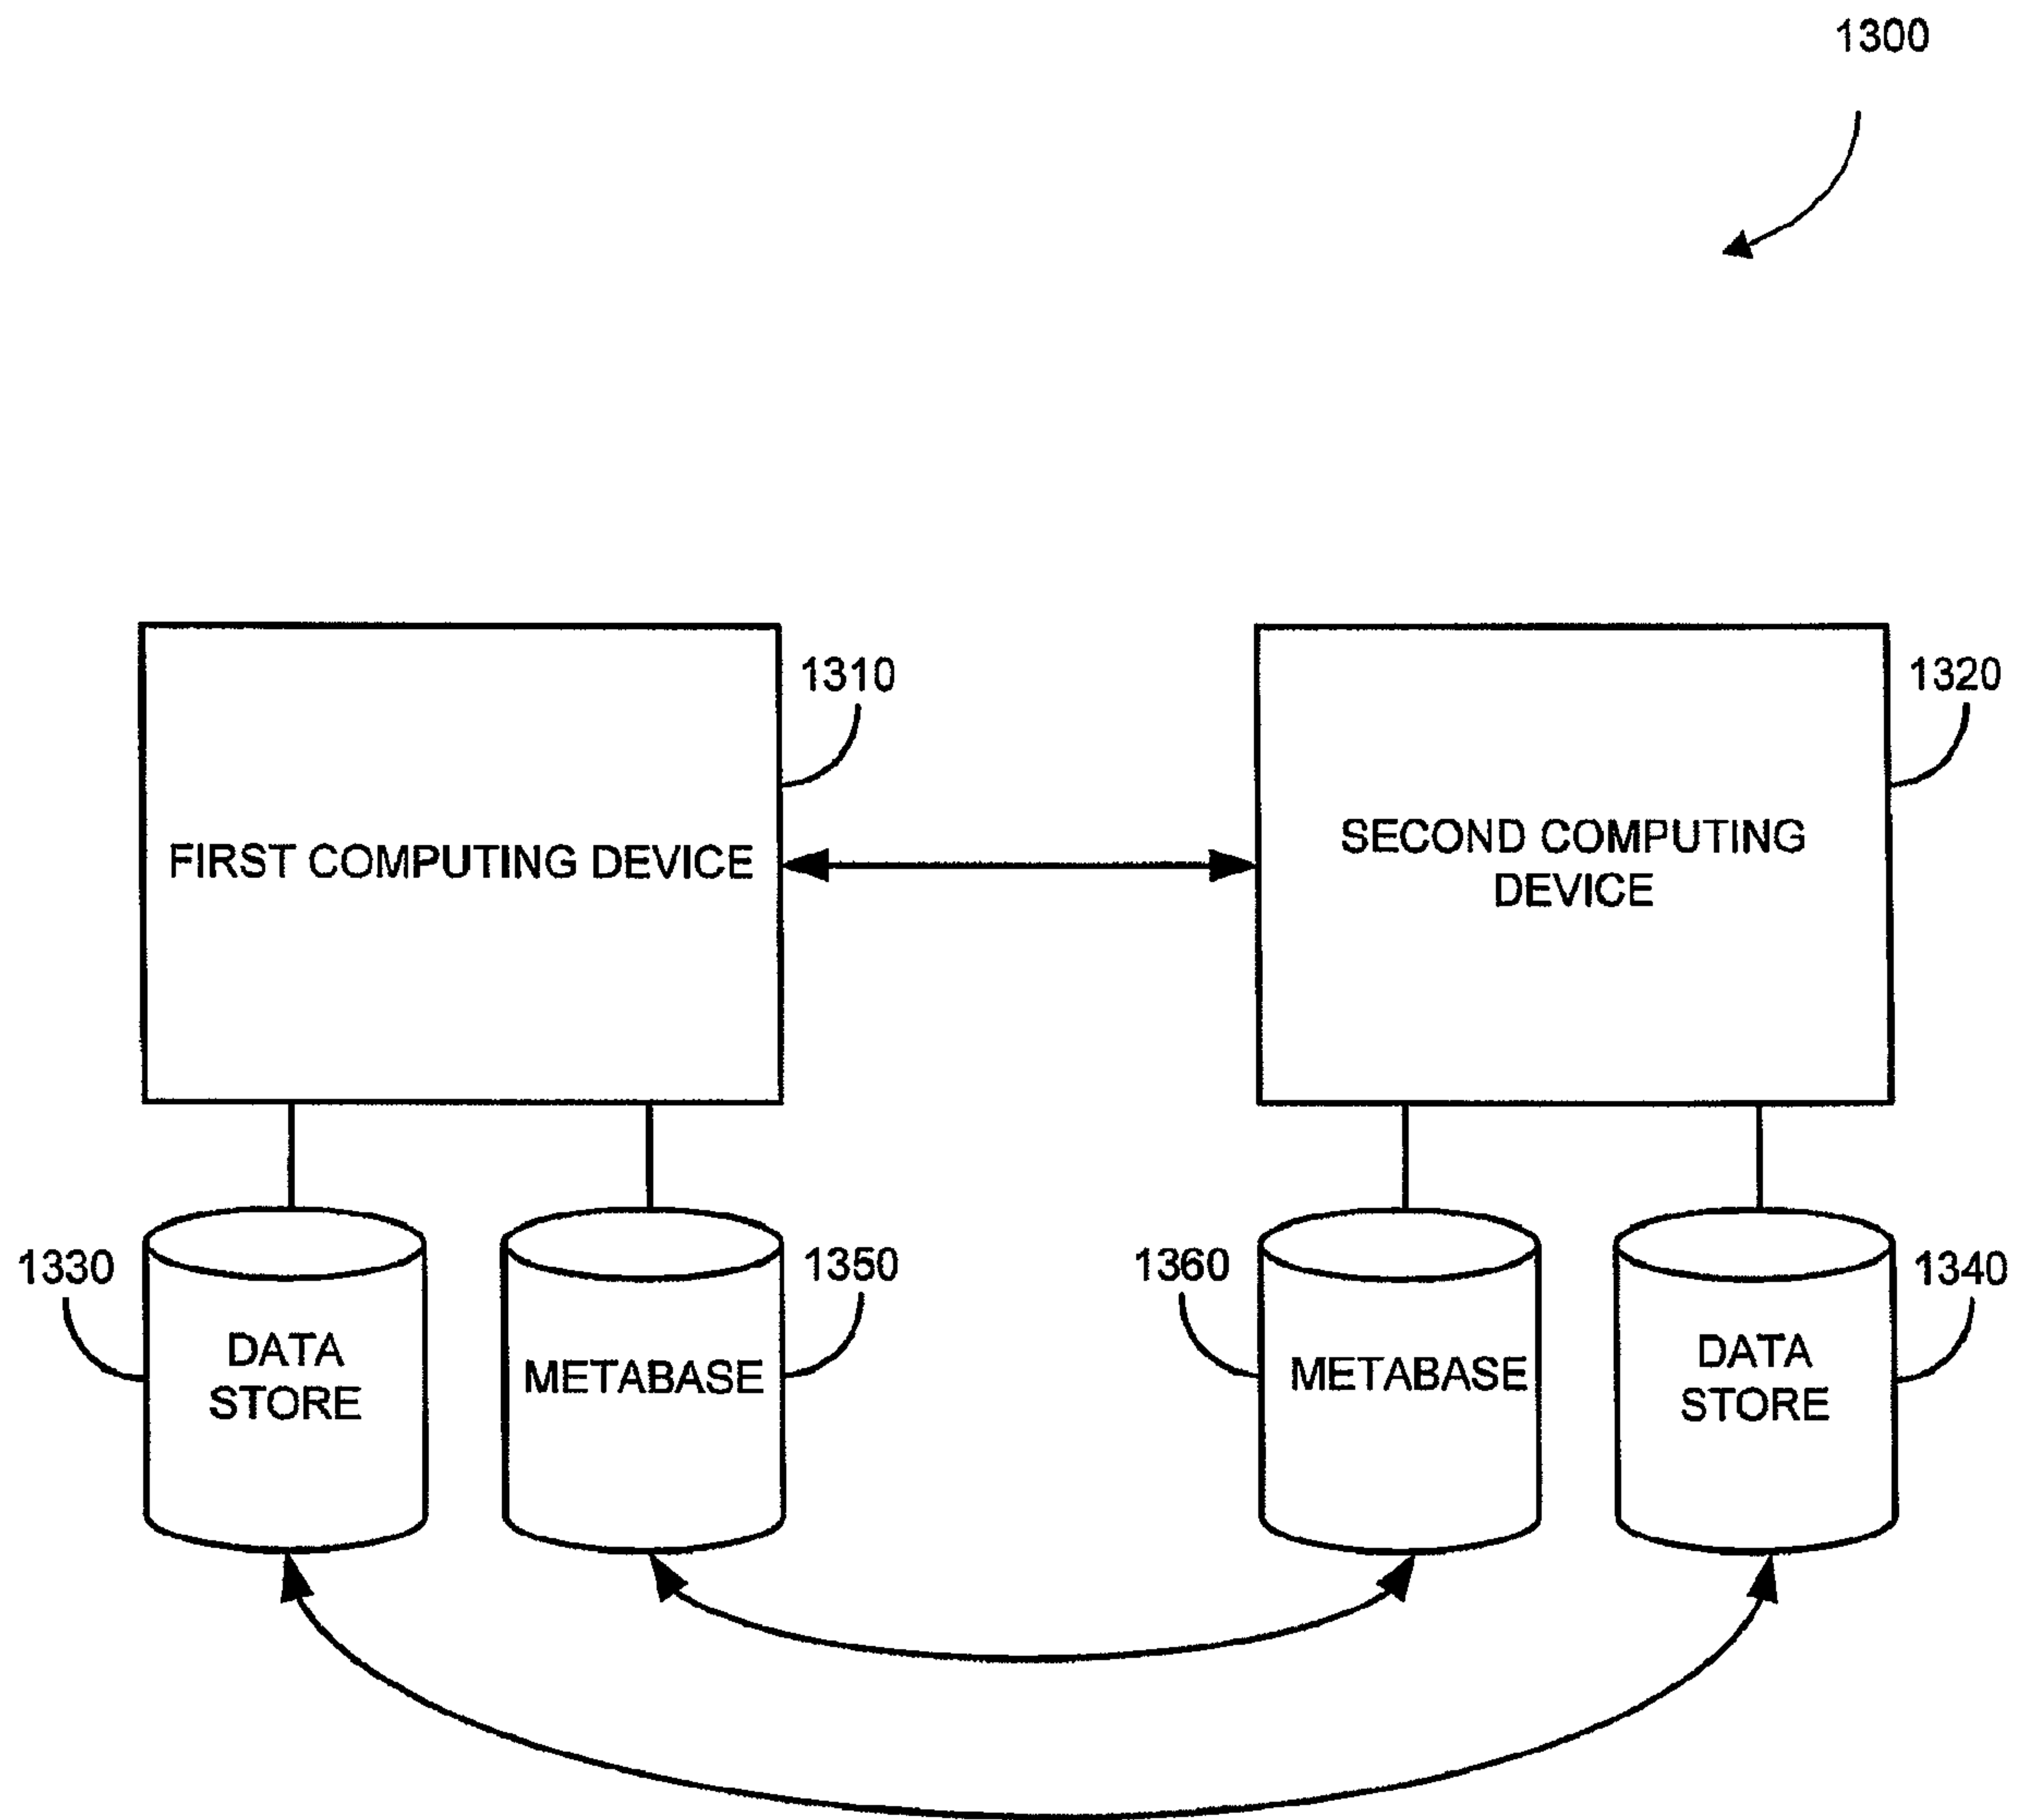 1300
1310
1320
FIRST COMPUTING DEVICE
SECOND COMPUTING
DEVICE
1330
1350
1360
1340
DATA
STORE
METABASE
METABASE
DATA
STORE